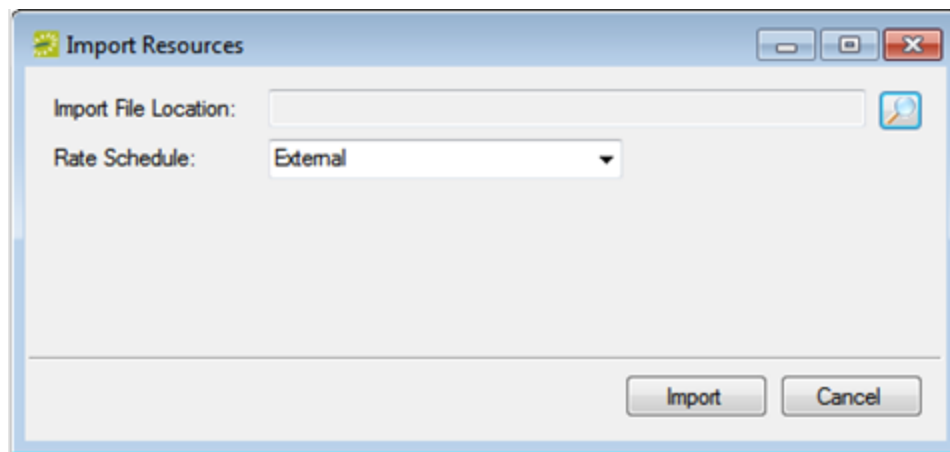 Import Resources
Import File Location:
Rate Schedule: External
Import Cancel